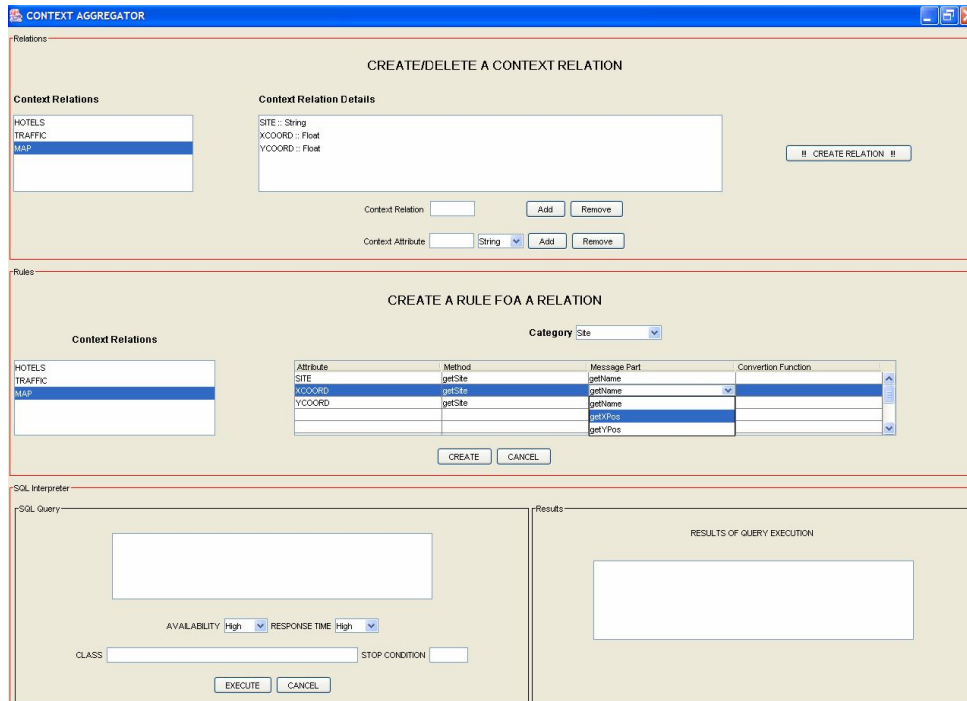 CONTEXT AGGREGATOR
Relations
CREATE/DELETE A CONTEXT RELATION
Context Relations
Context Relation Details
HOTELS
TRAFFIC
MAP
SITE :: String
XCOORD :: Float
YCOORD :: Float
!! CREATE RELATION !!
Context Relation Add Remove
Context Attribute String Add Remove
Rules
CREATE A RULE FOA A RELATION
Category Site
Context Relations
HOTELS
TRAFFIC
MAP
Attribute Method Message Part Convertion Function
SITE getSite getName
XCOORD getSite getName
YCOORD getSite getName
getXPos
getYPos
CREATE CANCEL
SQL Interpreter
SQL Query
AVAILABILITY High RESPONSE TIME High
CLASS STOP CONDITION
EXECUTE CANCEL
Results
RESULTS OF QUERY EXECUTION